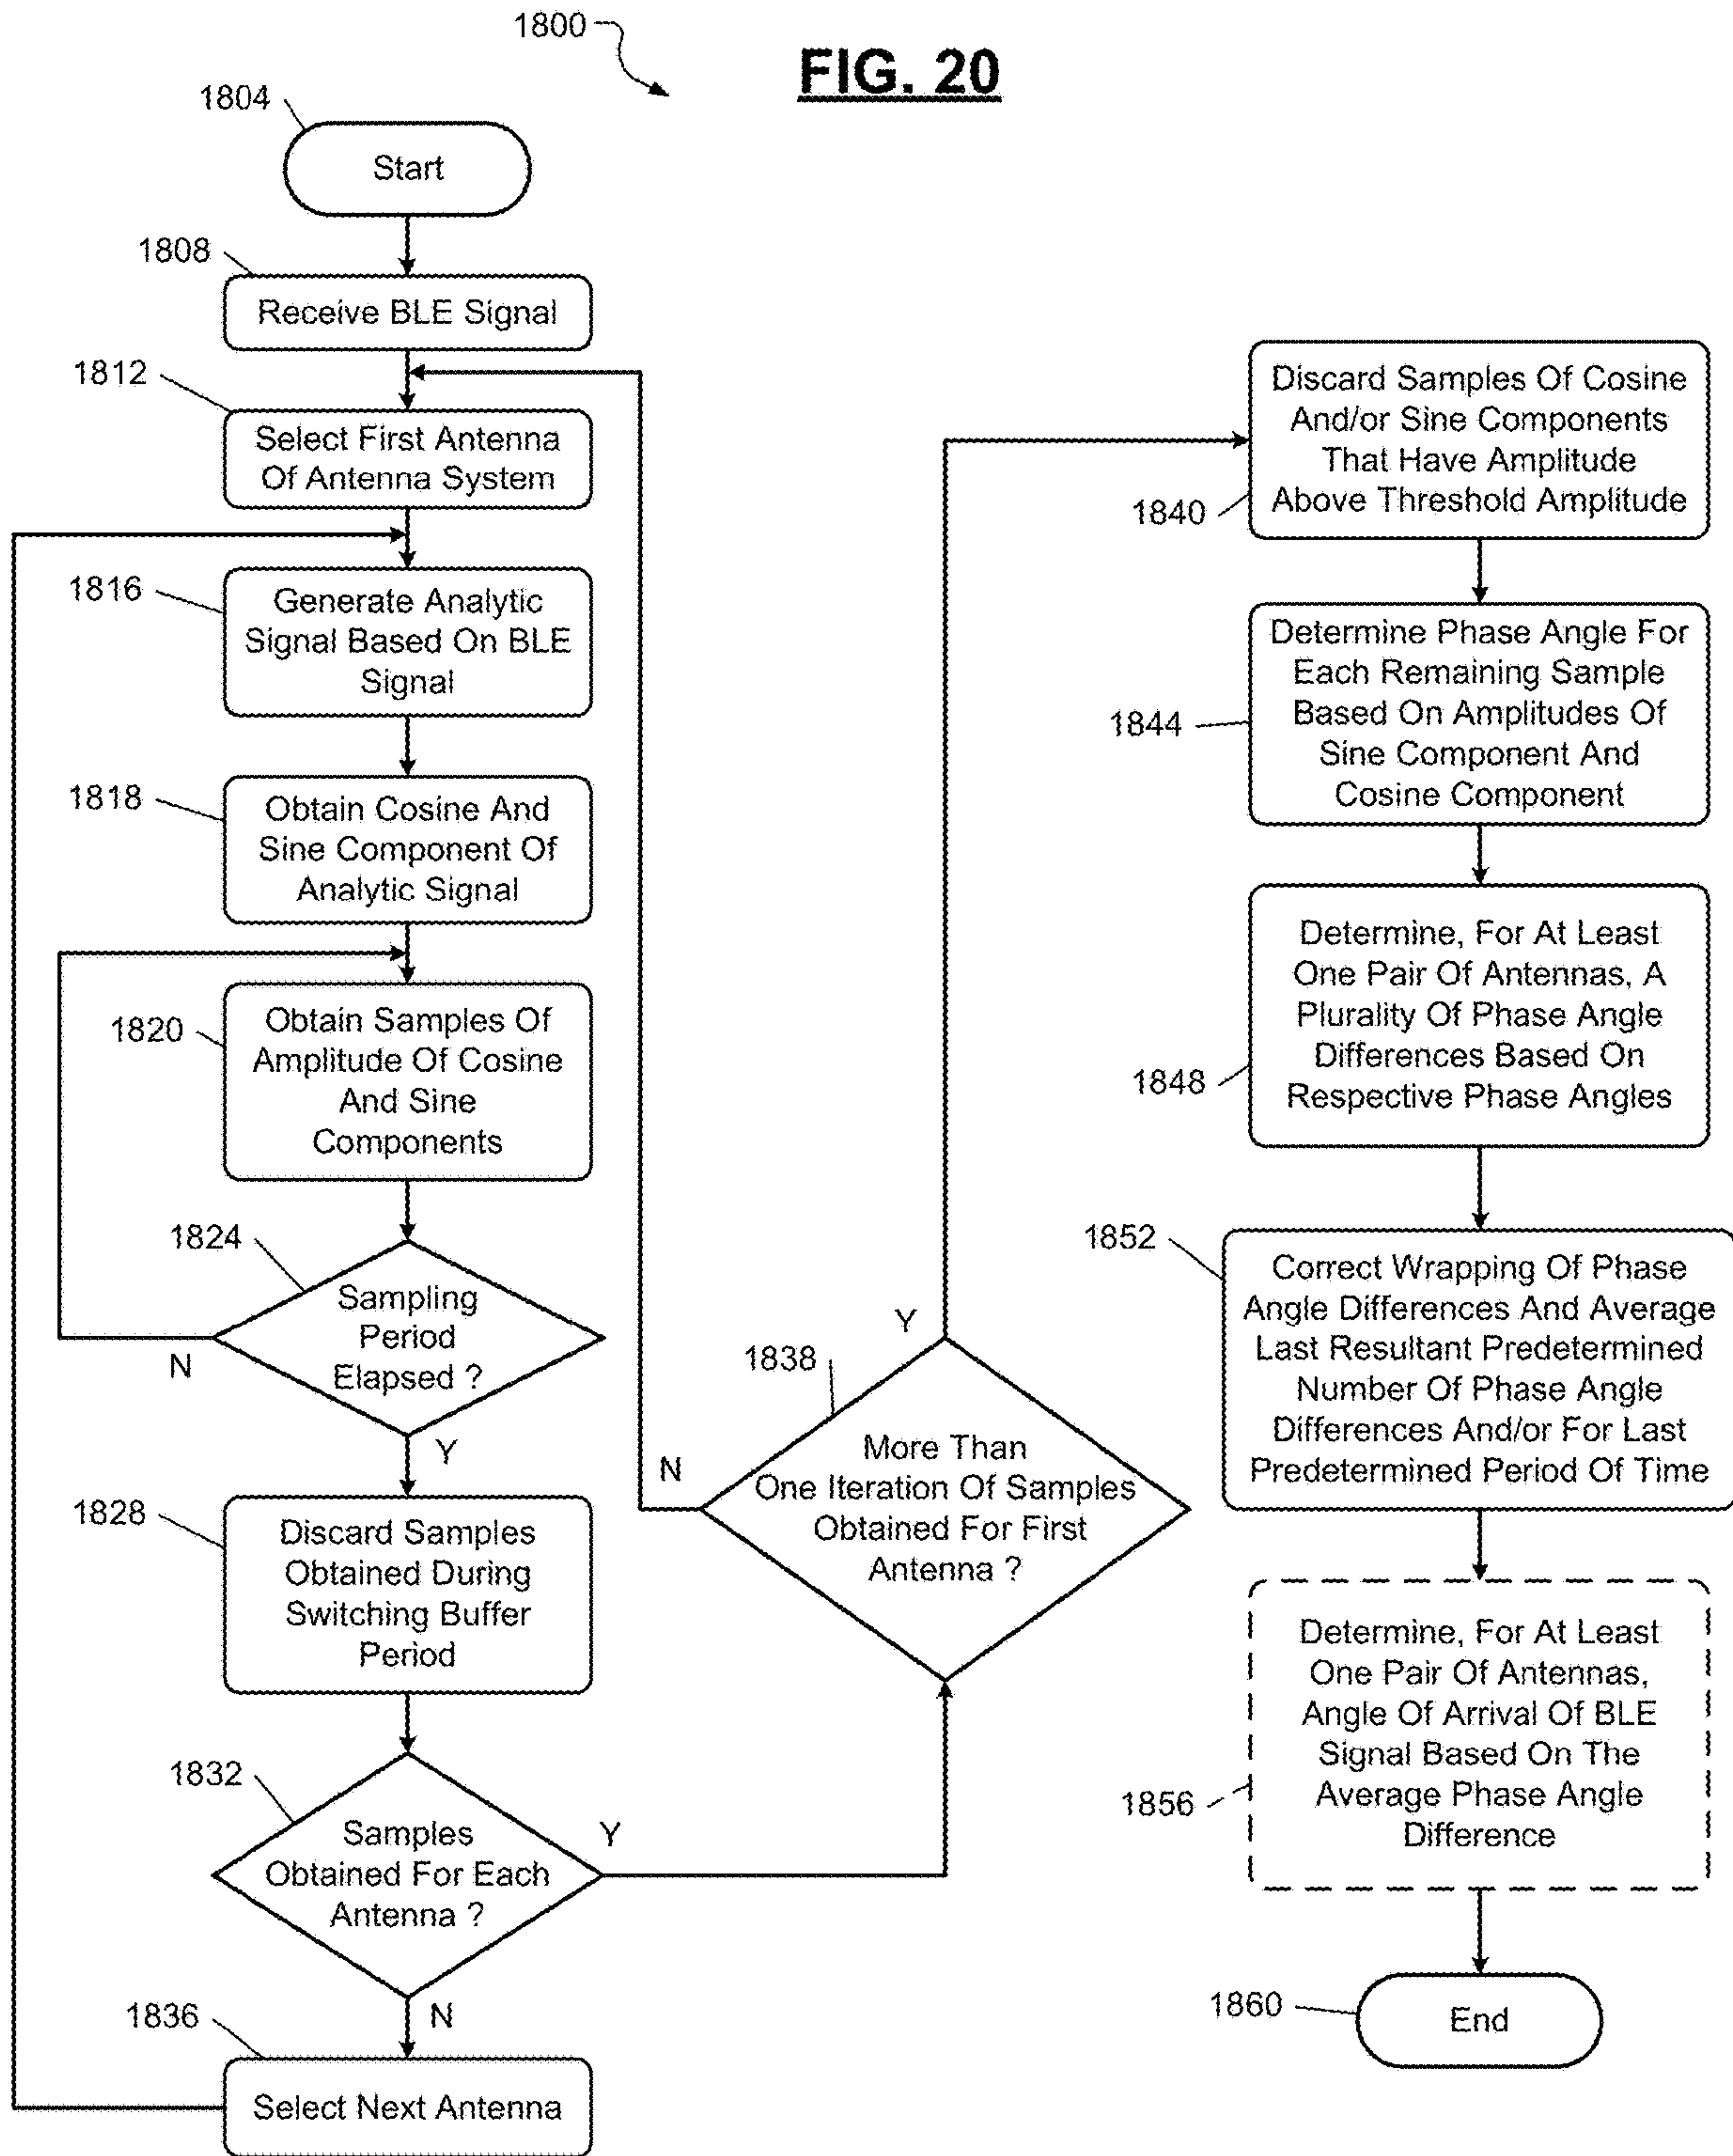 1800
FIG. 20
1804
Start
1808
Receive BLE Signal
1812
Select First Antenna
Of Antenna System
1816
Generate Analytic
Signal Based On BLE
Signal
1818
Obtain Cosine And
Sine Component Of
Analytic Signal
1820
Obtain Samples Of
Amplitude Of Cosine
And Sine
Components
1824
Sampling
Period
Elapsed ?
N
Y
1828
Discard Samples
Obtained During
Switching Buffer
Period
1832
Samples
Obtained For Each
Antenna ?
Y
N
1836
Select Next Antenna
1838
More Than
One Iteration Of Samples
Obtained For First
Antenna ?
N
Y
1840
Discard Samples Of Cosine
And/or Sine Components
That Have Amplitude
Above Threshold Amplitude
1844
Determine Phase Angle For
Each Remaining Sample
Based On Amplitudes Of
Sine Component And
Cosine Component
1848
Determine, For At Least
One Pair Of Antennas, A
Plurality Of Phase Angle
Differences Based On
Respective Phase Angles
1852
Correct Wrapping Of Phase
Angle Differences And Average
Last Resultant Predetermined
Number Of Phase Angle
Differences And/or For Last
Predetermined Period Of Time
1856
Determine, For At Least
One Pair Of Antennas,
Angle Of Arrival Of BLE
Signal Based On The
Average Phase Angle
Difference
1860
End